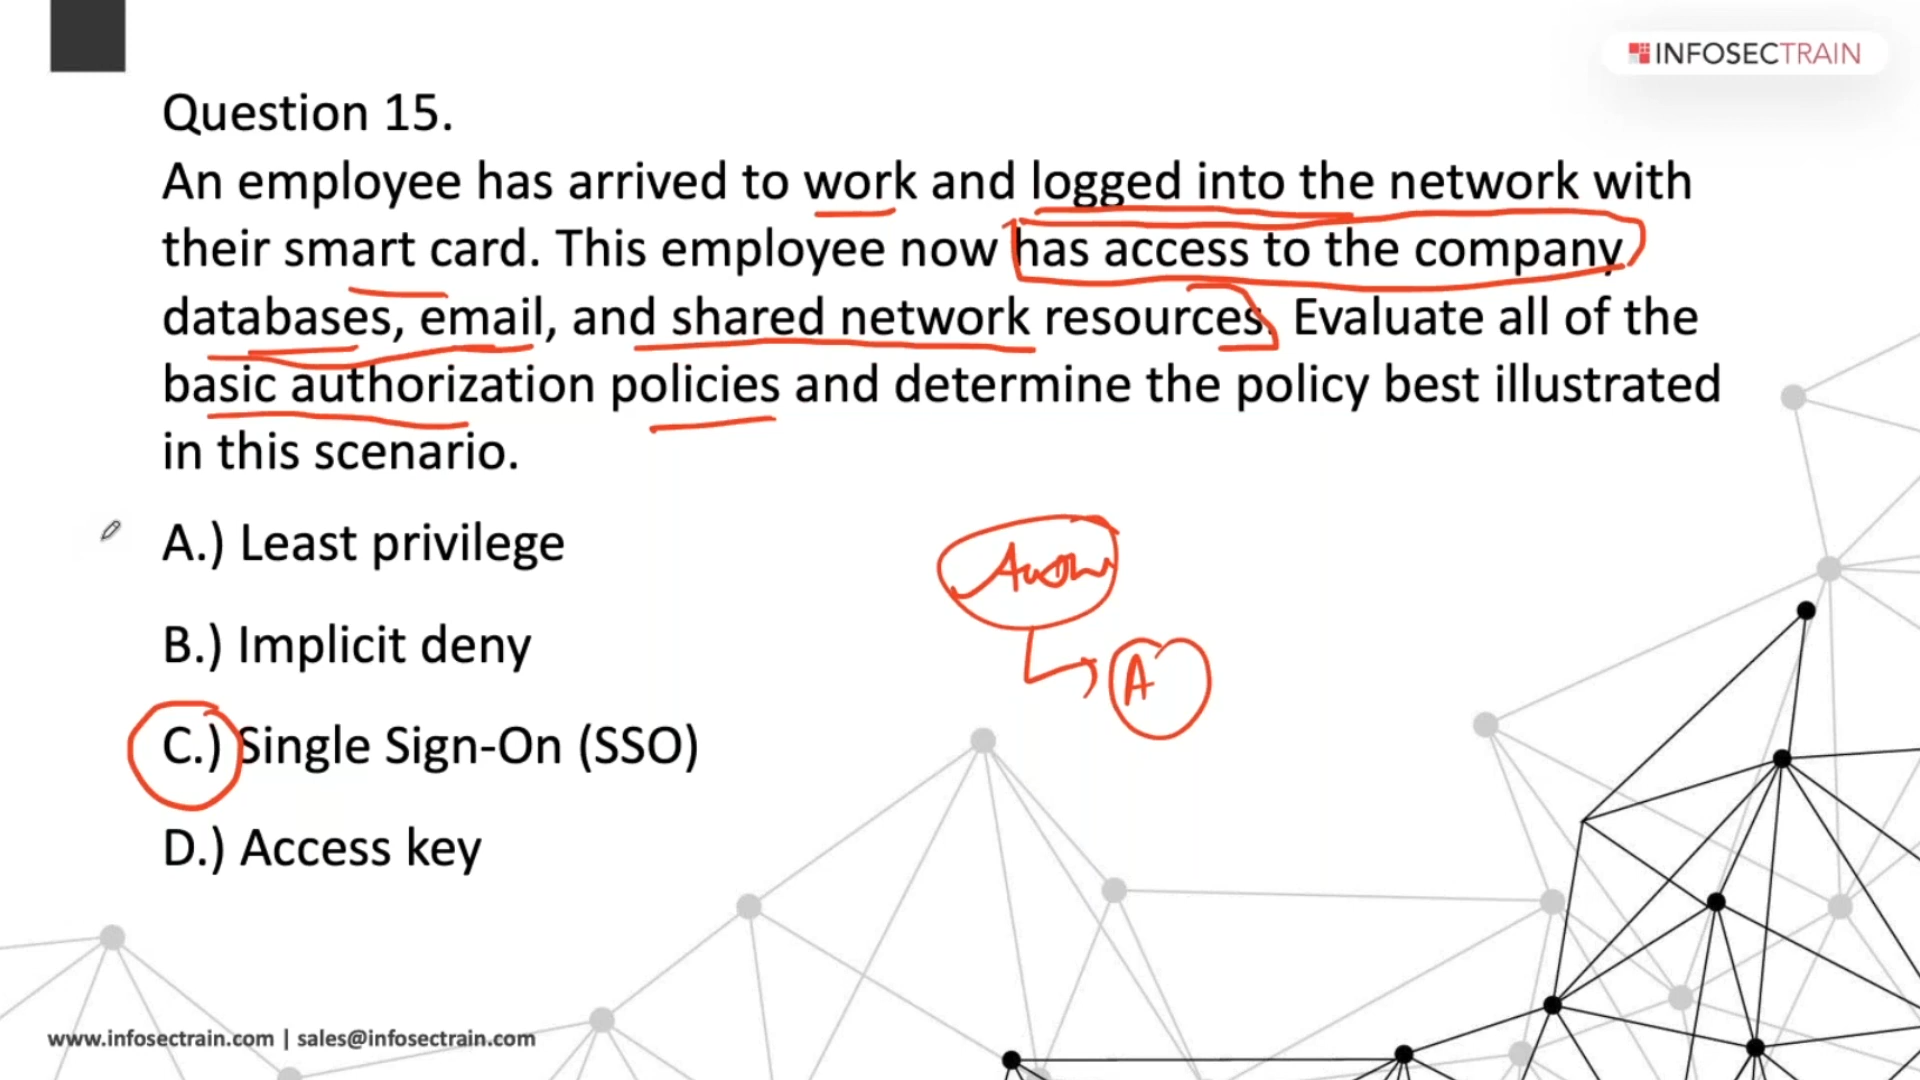 INFOSECTRAIN
Question 15.
An employee has arrived to work and logged into the network with
their smart card. This employee now has access to the company
databases, email, and shared network resources. Evaluate all of the
basic authorization policies and determine the policy best illustrated
in this scenario.
A.) Least privilege
B.) Implicit deny
C.) Single Sign-On (SSO)
A
D.) Access key
www.infosectrain.com | sales@infosectrain.com